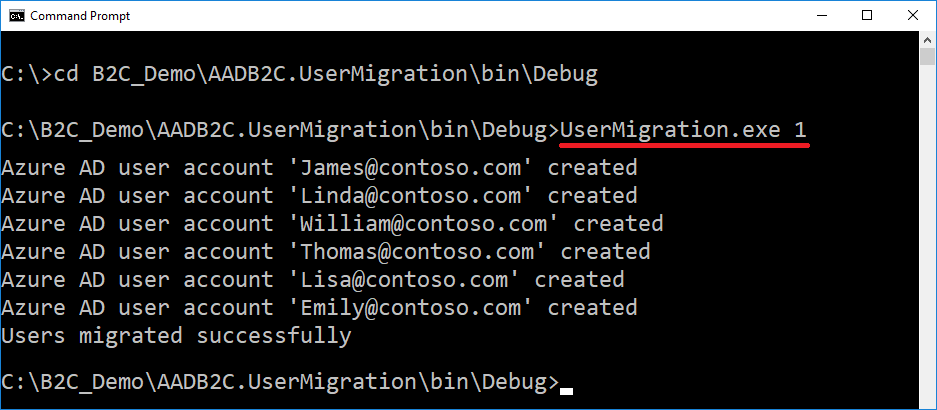 Command Prompt
C:\>cd B2C_Demo\AADB2C.UserMigration\bin\Debug
C:\B2C_Demo\AADB2C.UserMigration\bin\Debug>UserMigration.exe 1
Azure AD user account 'James@contoso.com' created
Azure AD user account 'Linda@contoso.com' created
Azure AD user account 'William@contoso.com' created
Azure AD user account 'Thomas@contoso.com' created
Azure AD user account 'Lisa@contoso.com' created
Azure AD user account 'Emily@contoso.com' created
Users migrated successfully
C:\B2C_Demo\AADB2C.UserMigration\bin\Debug>